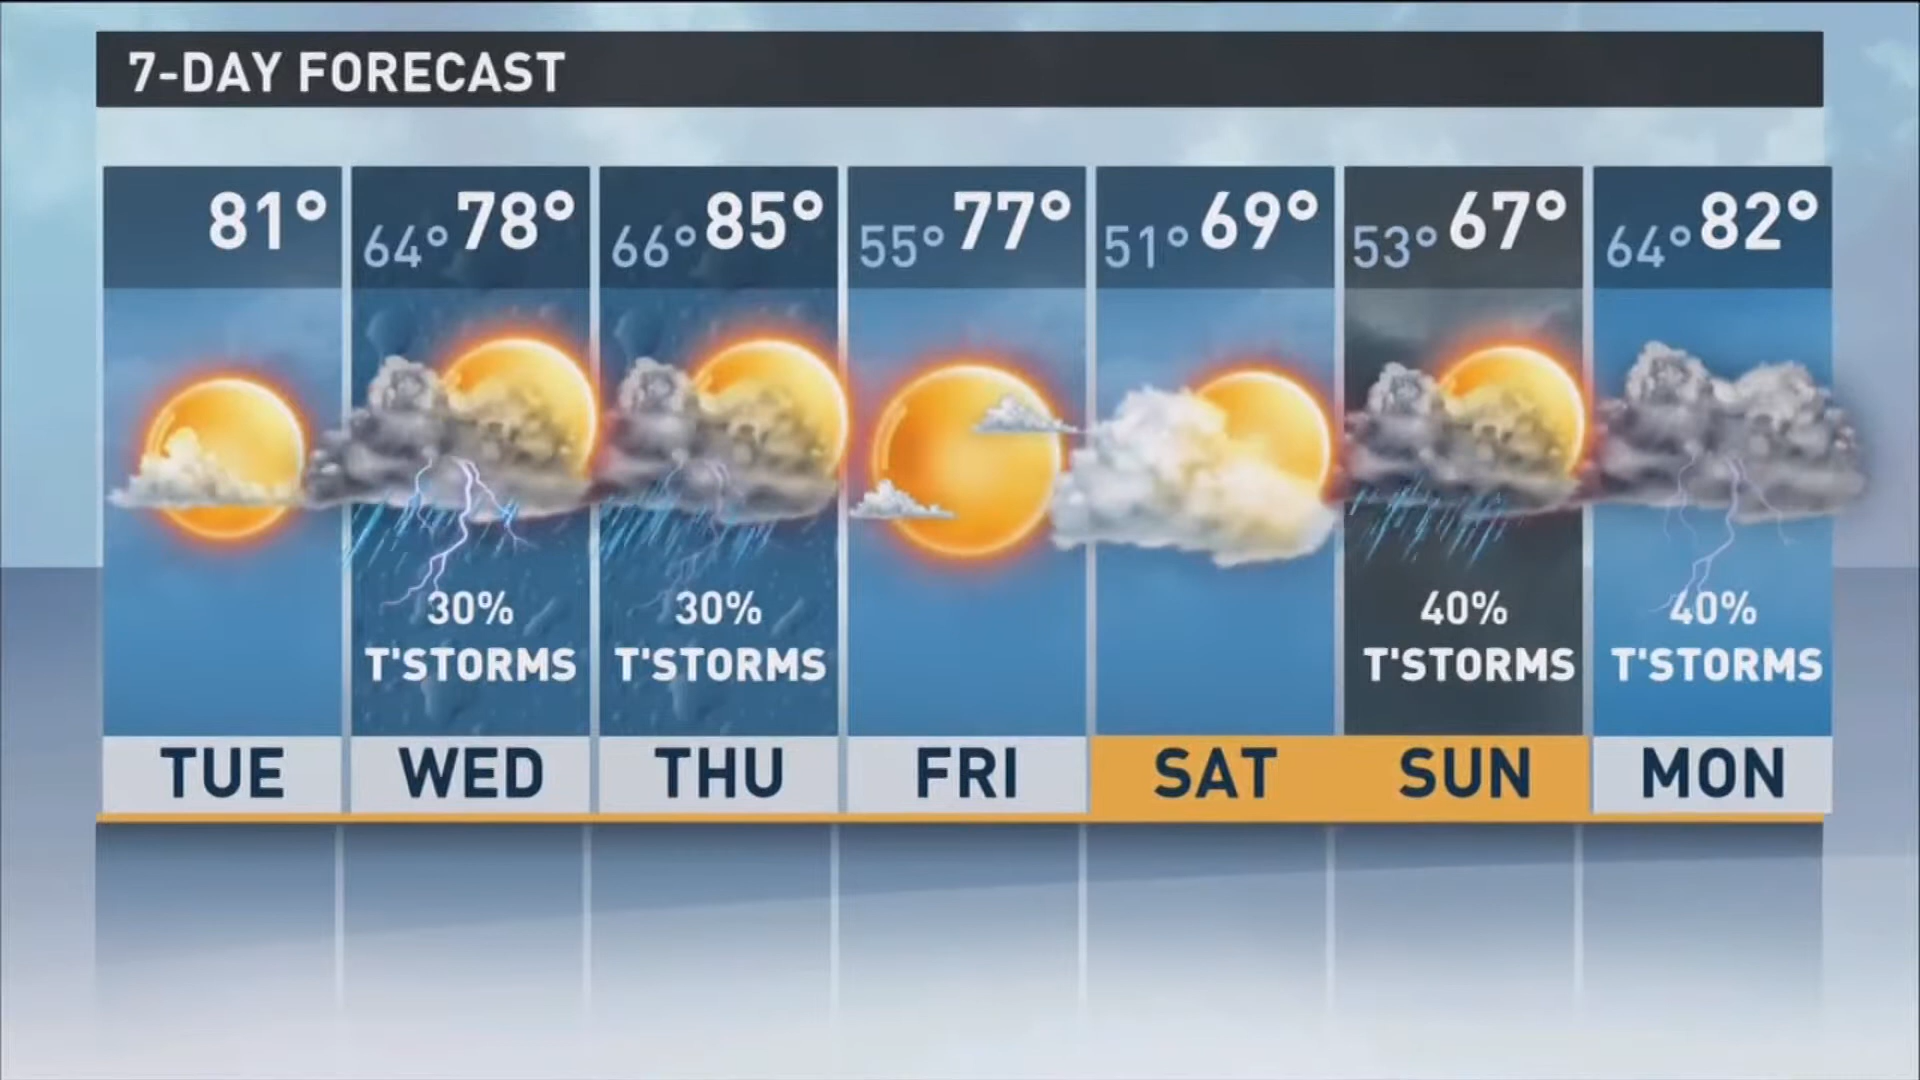 7-DAY FORECAST
81° 64° 78° 66° 85° 55° 77° 51° 69° 53° 67° 64° 82°
30% 30% 40% 40%
T'STORMS T'STORMS T'STORMS T'STORMS
TUE WED THU FRI SAT SUN MON